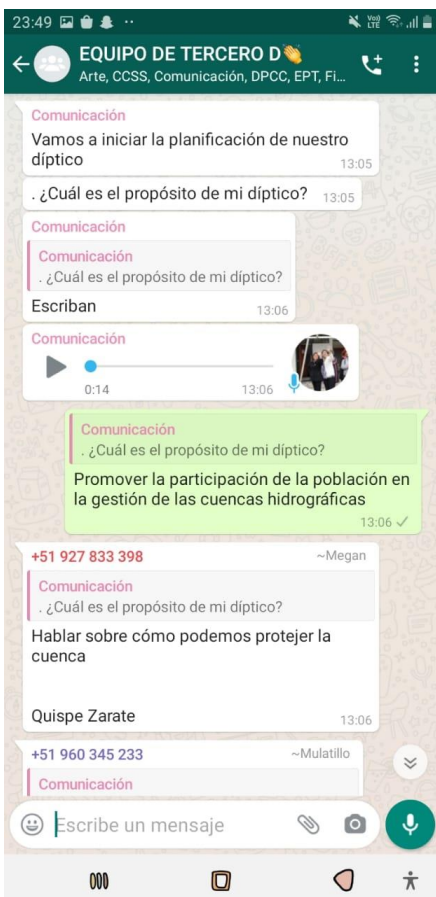 23:49
EQUIPO DE TERCERO D👏
Arte, CCSS, Comunicación, DPCC, EPT, Fi...
Comunicación
Vamos a iniciar la planificación de nuestro
díptico
13:05
. ¿Cuál es el propósito de mi díptico? 13:05
Comunicación
Comunicación
. ¿Cuál es el propósito de mi díptico?
Escriban 13:06
Comunicación
0:14 13:06
Comunicación
. ¿Cuál es el propósito de mi díptico?
Promover la participación de la población en
la gestión de las cuencas hidrográficas
13:06
+51 927 833 398 ~Megan
Comunicación
. ¿Cuál es el propósito de mi díptico?
Hablar sobre cómo podemos protejer la
cuenca
Quispe Zarate 13:06
+51 960 345 233 ~Mulatillo
Comunicación
Escribe un mensaje